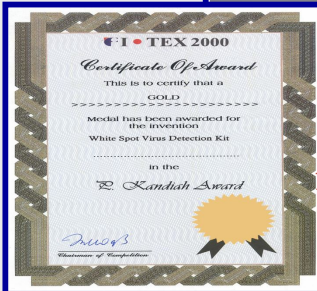 FI•TEX 2000
Certificate Of Award
This is to certify that a
GOLD
>>>>>>>>>>>>>>>>>>>>>>>>
Medal has been awarded for
the invention
White Spot Virus Detection Kit
........................................
in the
P. Kandiah Award
Chairman of Competition